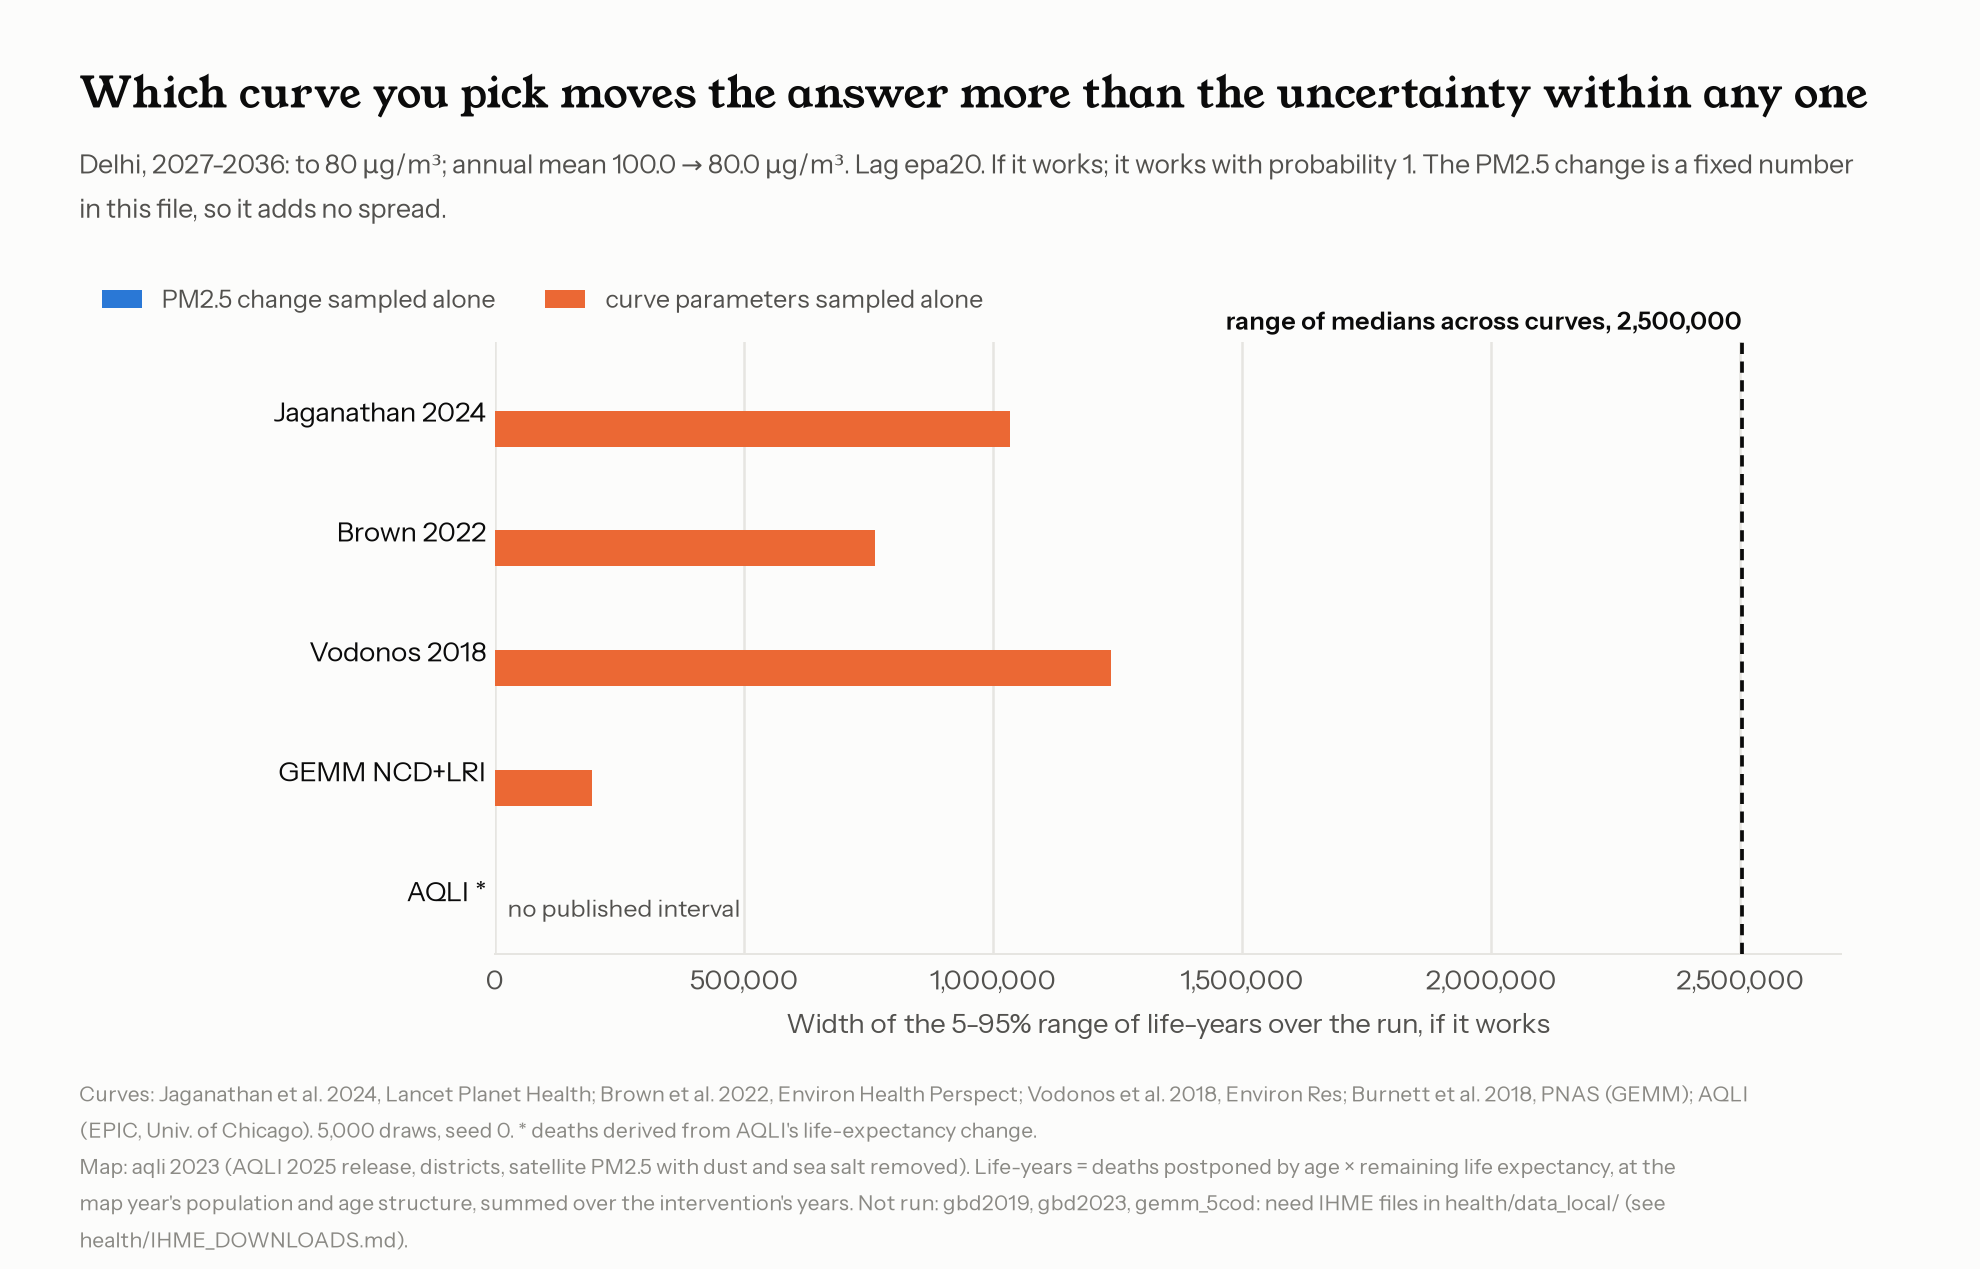 Which curve you pick moves the answer more than the uncertainty within any one
Delhi, 2027–2036: to 80 µg/m³; annual mean 100.0 → 80.0 µg/m³. Lag epa20. If it works; it works with probability 1. The PM2.5 change is a fixed number
in this file, so it adds no spread.
PM2.5 change sampled alone
curve parameters sampled alone
range of medians across curves, 2,500,000
Jaganathan 2024
Brown 2022
Vodonos 2018
GEMM NCD+LRI
AQLI *
no published interval
0
500,000
1,000,000
1,500,000
2,000,000
2,500,000
Width of the 5–95% range of life-years over the run, if it works
Curves: Jaganathan et al. 2024, Lancet Planet Health; Brown et al. 2022, Environ Health Perspect; Vodonos et al. 2018, Environ Res; Burnett et al. 2018, PNAS (GEMM); AQLI
(EPIC, Univ. of Chicago). 5,000 draws, seed 0. * deaths derived from AQLI's life-expectancy change.
Map: aqli 2023 (AQLI 2025 release, districts, satellite PM2.5 with dust and sea salt removed). Life-years = deaths postponed by age × remaining life expectancy, at the
map year's population and age structure, summed over the intervention's years. Not run: gbd2019, gbd2023, gemm_5cod: need IHME files in health/data_local/ (see
health/IHME_DOWNLOADS.md).